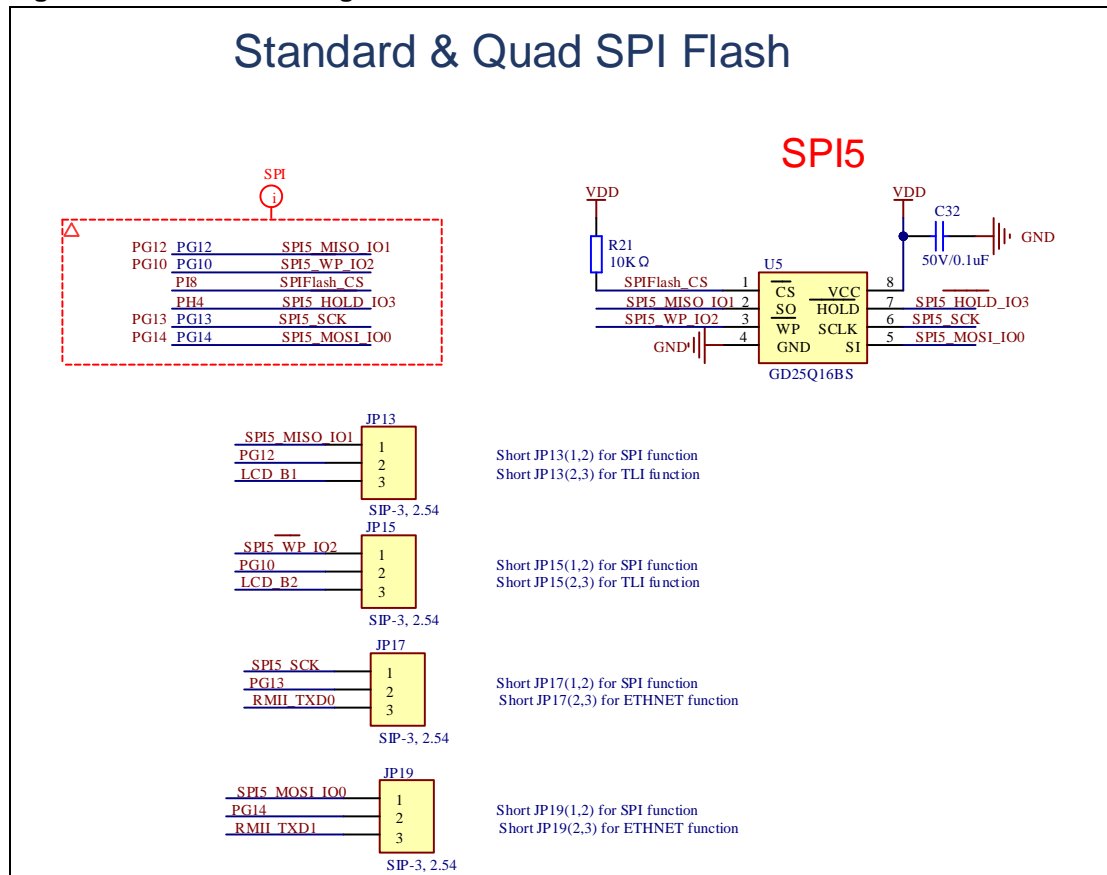 Standard & Quad SPI Flash
SPI5
SPI
i
PG12 PG12 SPI5_MISO_IO1
PG10 PG10 SPI5_WP_IO2
PI8 SPIFlash_CS
PH4 SPI5_HOLD_IO3
PG13 PG13 SPI5_SCK
PG14 PG14 SPI5_MOSI_IO0
VDD
R21
10KΩ
VDD
C32
50V/0.1uF
GND
U5
SPIFlash_CS 1 CS VCC 8
SPI5_MISO_IO1 2 SO HOLD 7 SPI5_HOLD_IO3
SPI5_WP_IO2 3 WP SCLK 6 SPI5_SCK
GND 4 GND SI 5 SPI5_MOSI_IO0
GD25Q16BS
JP13
SPI5_MISO_IO1 1
PG12 2
LCD_B1 3
SIP-3, 2.54
Short JP13(1,2) for SPI function
Short JP13(2,3) for TLI function
JP15
SPI5_WP_IO2 1
PG10 2
LCD_B2 3
SIP-3, 2.54
Short JP15(1,2) for SPI function
Short JP15(2,3) for TLI function
JP17
SPI5_SCK 1
PG13 2
RMII_TXD0 3
SIP-3, 2.54
Short JP17(1,2) for SPI function
Short JP17(2,3) for ETHNET function
JP19
SPI5_MOSI_IO0 1
PG14 2
RMII_TXD1 3
SIP-3, 2.54
Short JP19(1,2) for SPI function
Short JP19(2,3) for ETHNET function